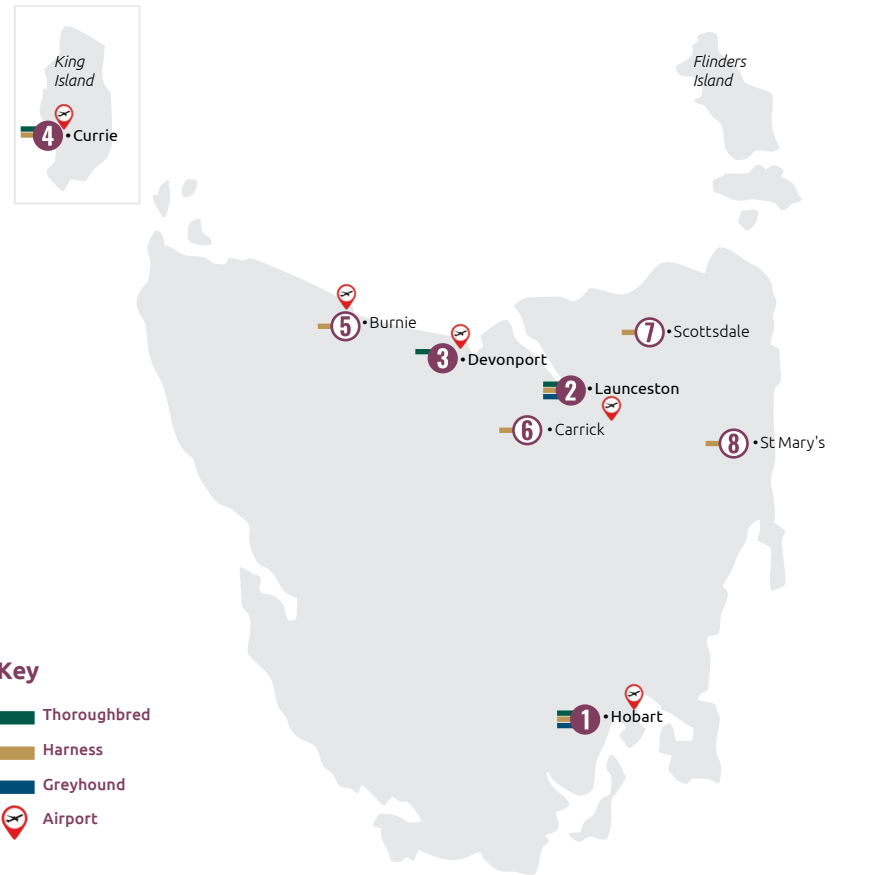 King
Island
Flinders
Island
4
Currie
5
Burnie
3
Devonport
7
Scottsdale
2
Launceston
6
Carrick
8
St Mary's
1
Hobart
Key
Thoroughbred
Harness
Greyhound
Airport